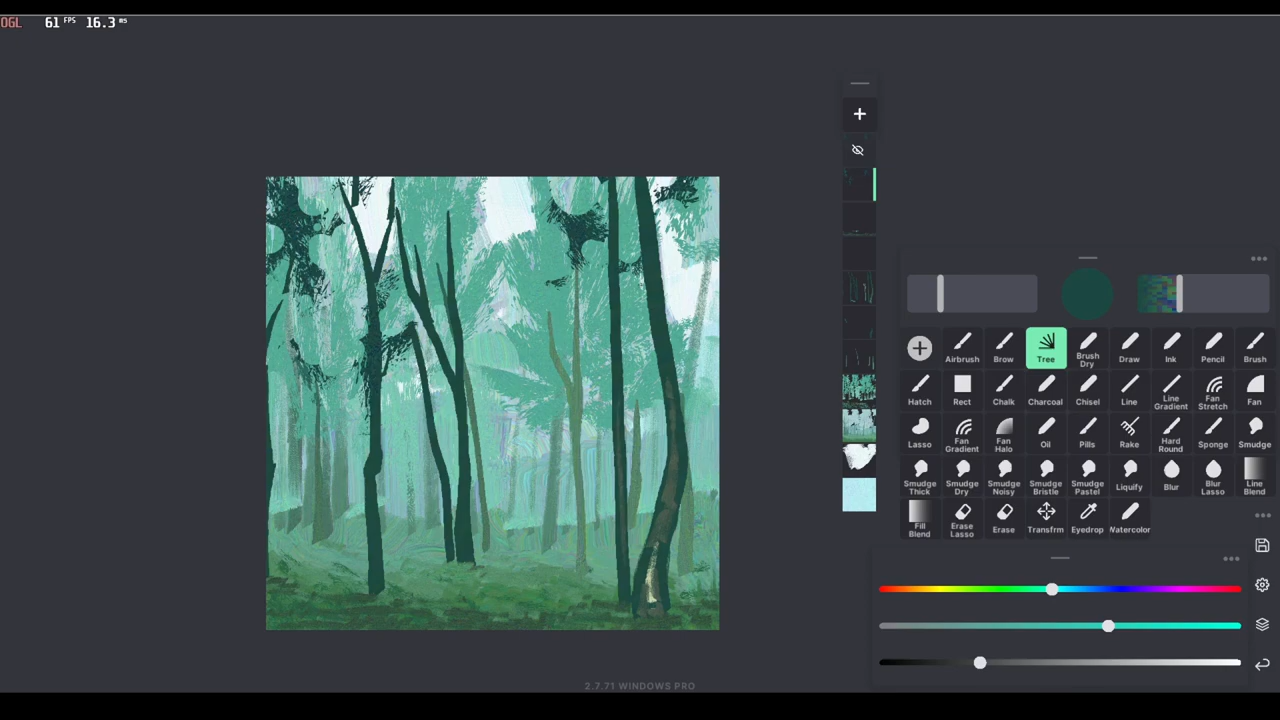 OGL 61 FPS 16.3 ms
Airbrush Brow Tree Brush Dry Draw Ink Pencil Brush
Hatch Rect Chalk Charcoal Chisel Line Line Gradient Fan Stretch Fan
Lasso Fan Gradient Fan Halo Oil Pills Rake Hard Round Sponge Smudge
Smudge Thick Smudge Dry Smudge Noisy Smudge Bristle Smudge Pastel Liquify Blur Blur Lasso Line Blend
Fill Blend Erase Lasso Erase Transfrm Eyedrop Watercolor
2.7.71 WINDOWS PRO